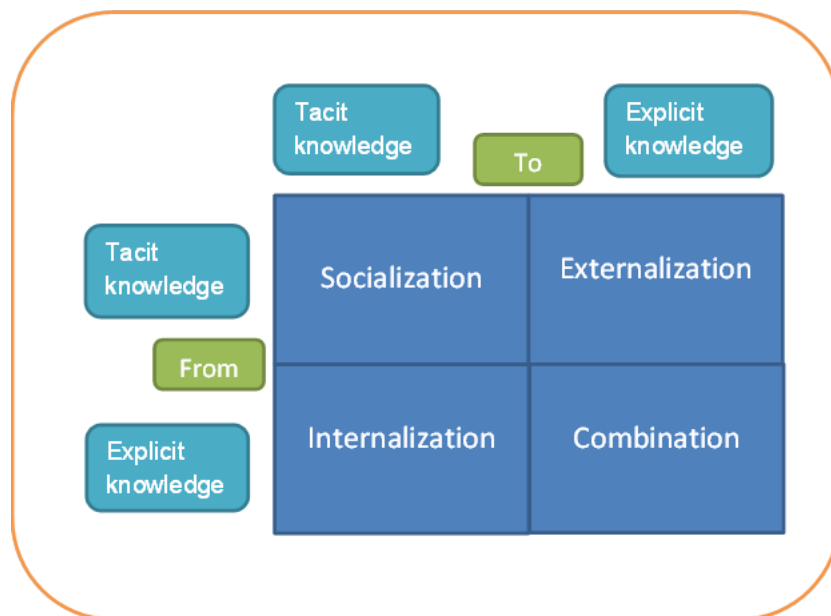 Tacit
knowledge
To
Explicit
knowledge
Tacit
knowledge
Socialization
Externalization
From
Explicit
knowledge
Internalization
Combination